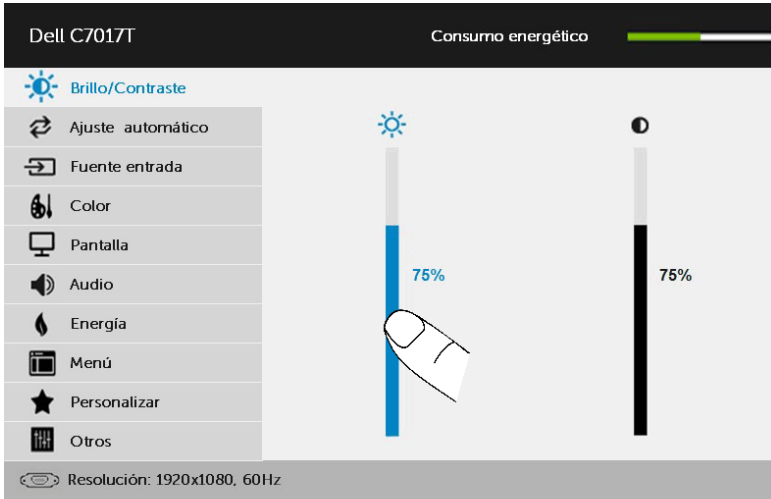 Dell C7017T
Consumo energético
Brillo/Contraste
Ajuste automático
Fuente entrada
Color
Pantalla
Audio
Energía
Menú
Personalizar
Otros
75%
75%
Resolución: 1920x1080, 60Hz